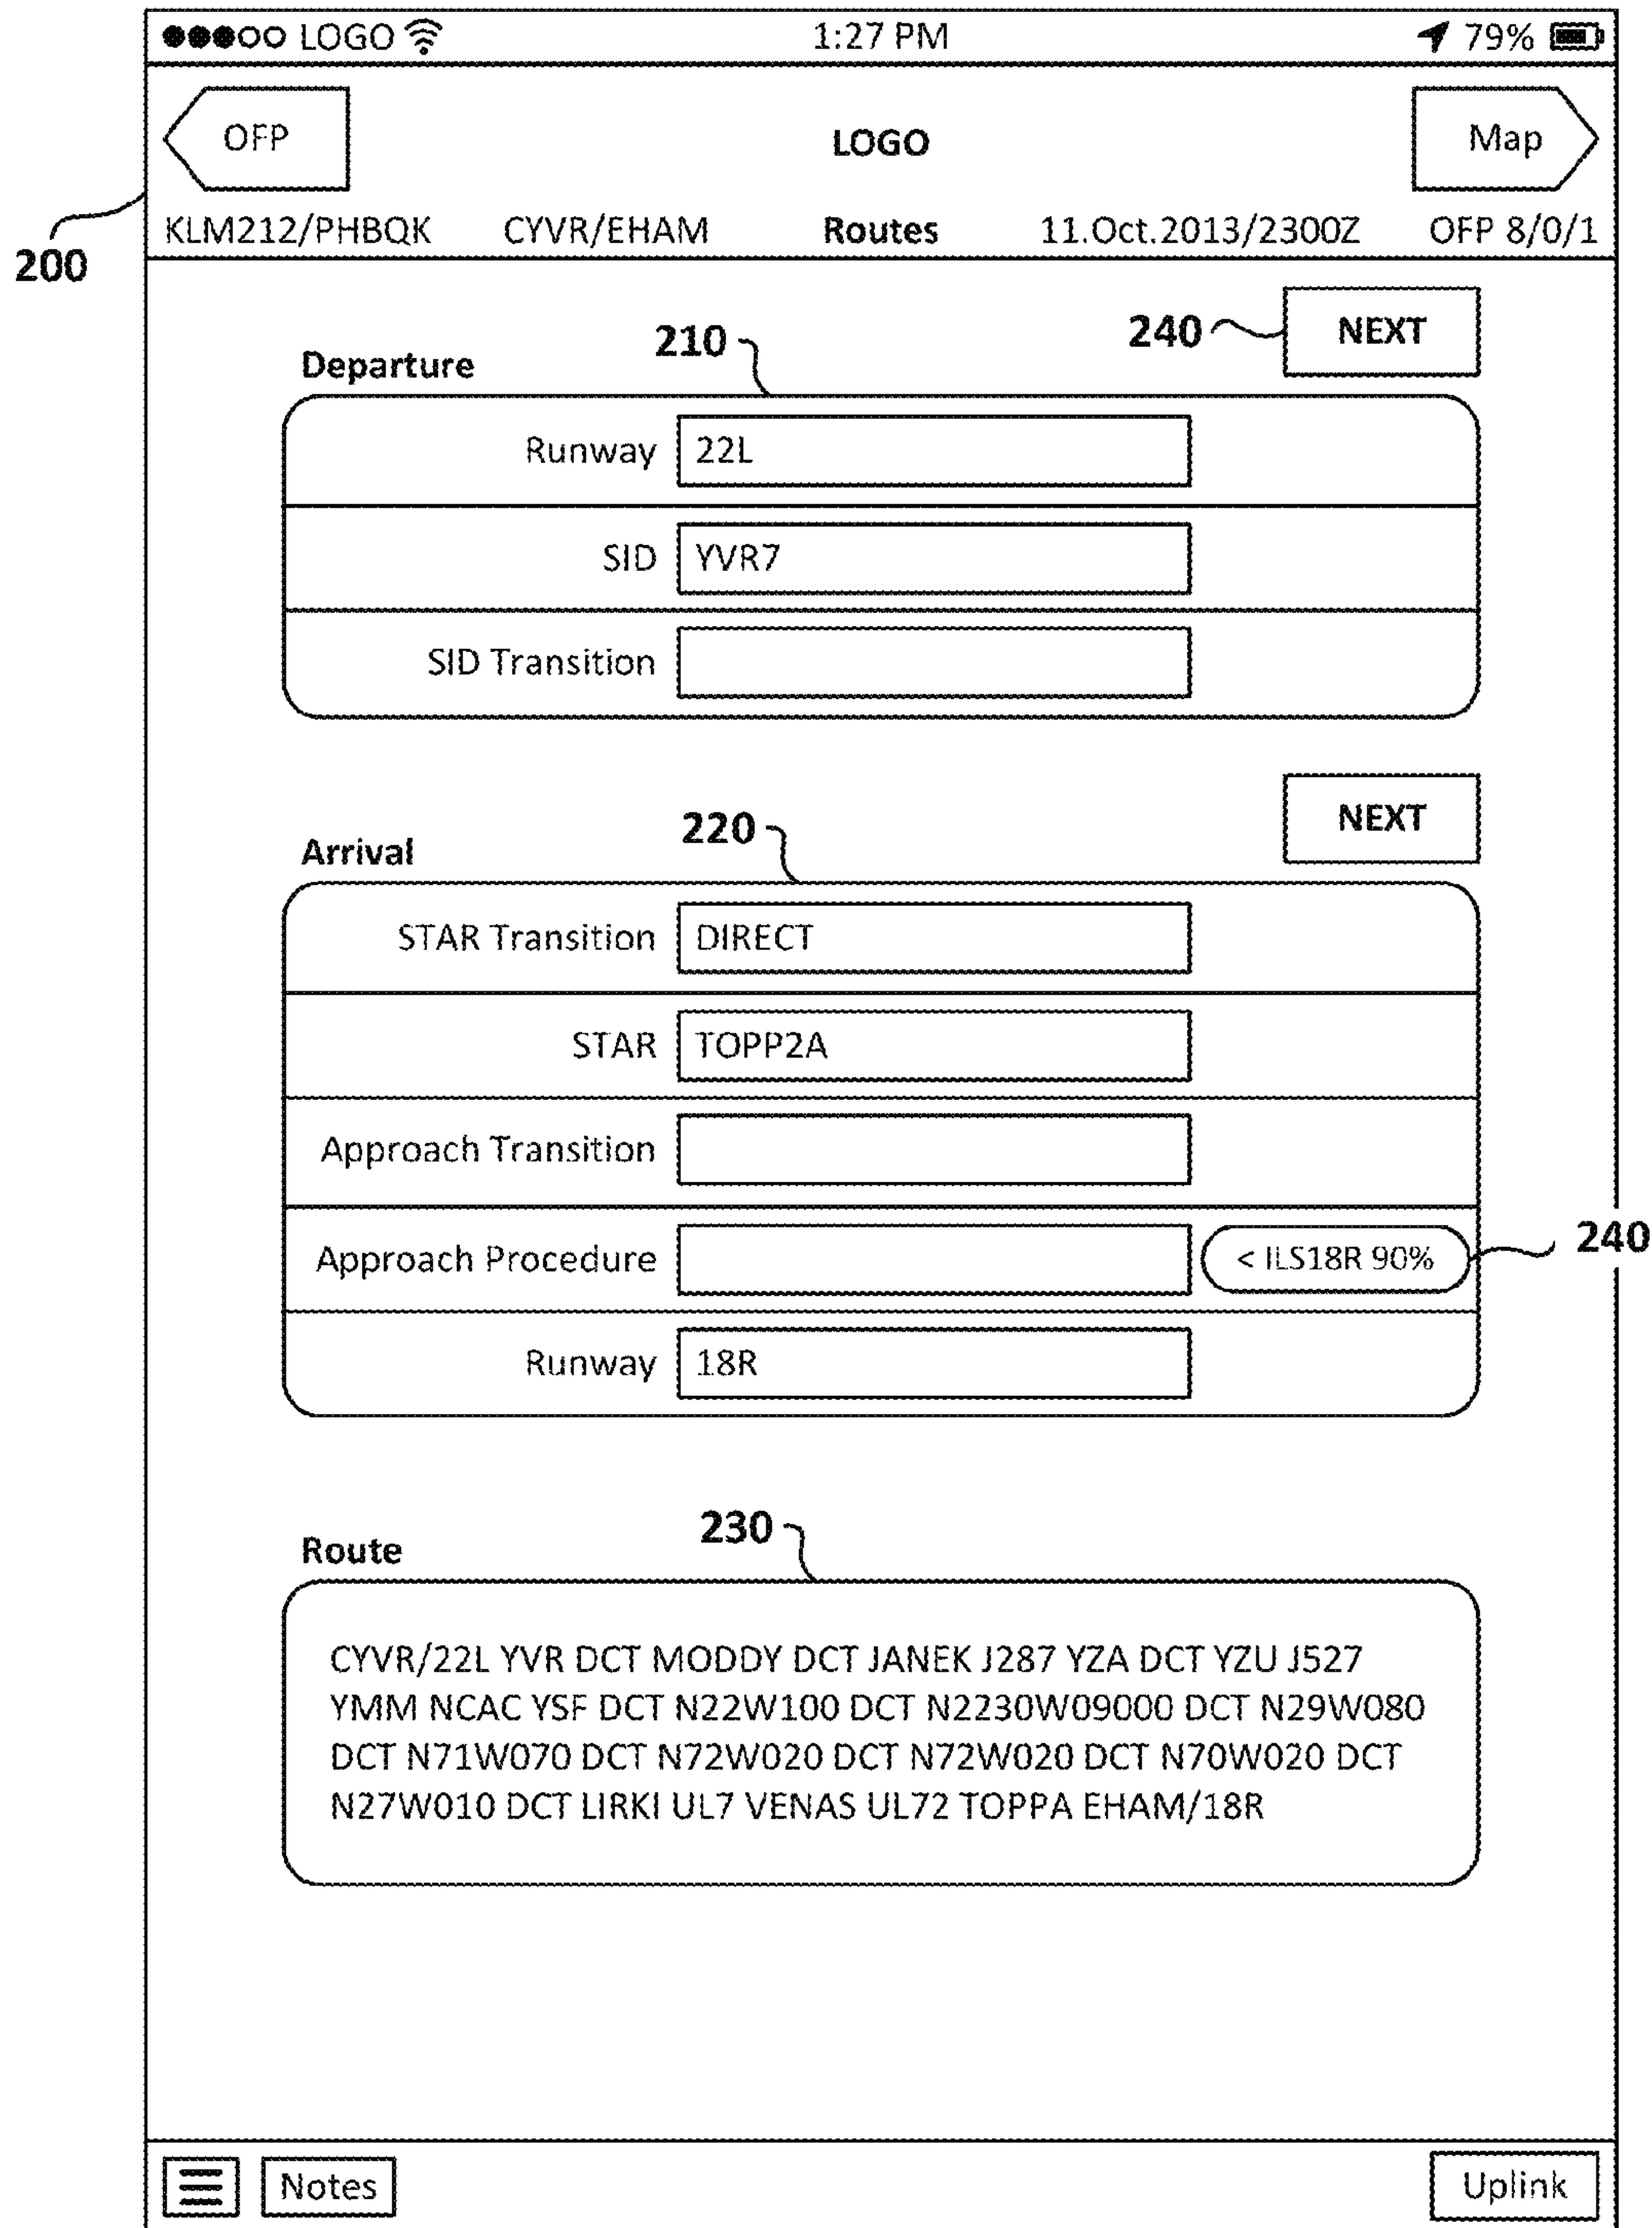 LOGO 1:27 PM 79%
OFP LOGO Map
KLM212/PHBQK CYVR/EHAM Routes 11.Oct.2013/2300Z OFP 8/0/1
200
240 NEXT
Departure 210
Runway 22L
SID YVR7
SID Transition
NEXT
Arrival 220
STAR Transition DIRECT
STAR TOPP2A
Approach Transition
Approach Procedure < ILS18R 90% 240
Runway 18R
Route 230
CYVR/22L YVR DCT MODDY DCT JANEK J287 YZA DCT YZU J527
YMM NCAC YSF DCT N22W100 DCT N2230W09000 DCT N29W080
DCT N71W070 DCT N72W020 DCT N72W020 DCT N70W020 DCT
N27W010 DCT LIRKI UL7 VENAS UL72 TOPPA EHAM/18R
Notes Uplink